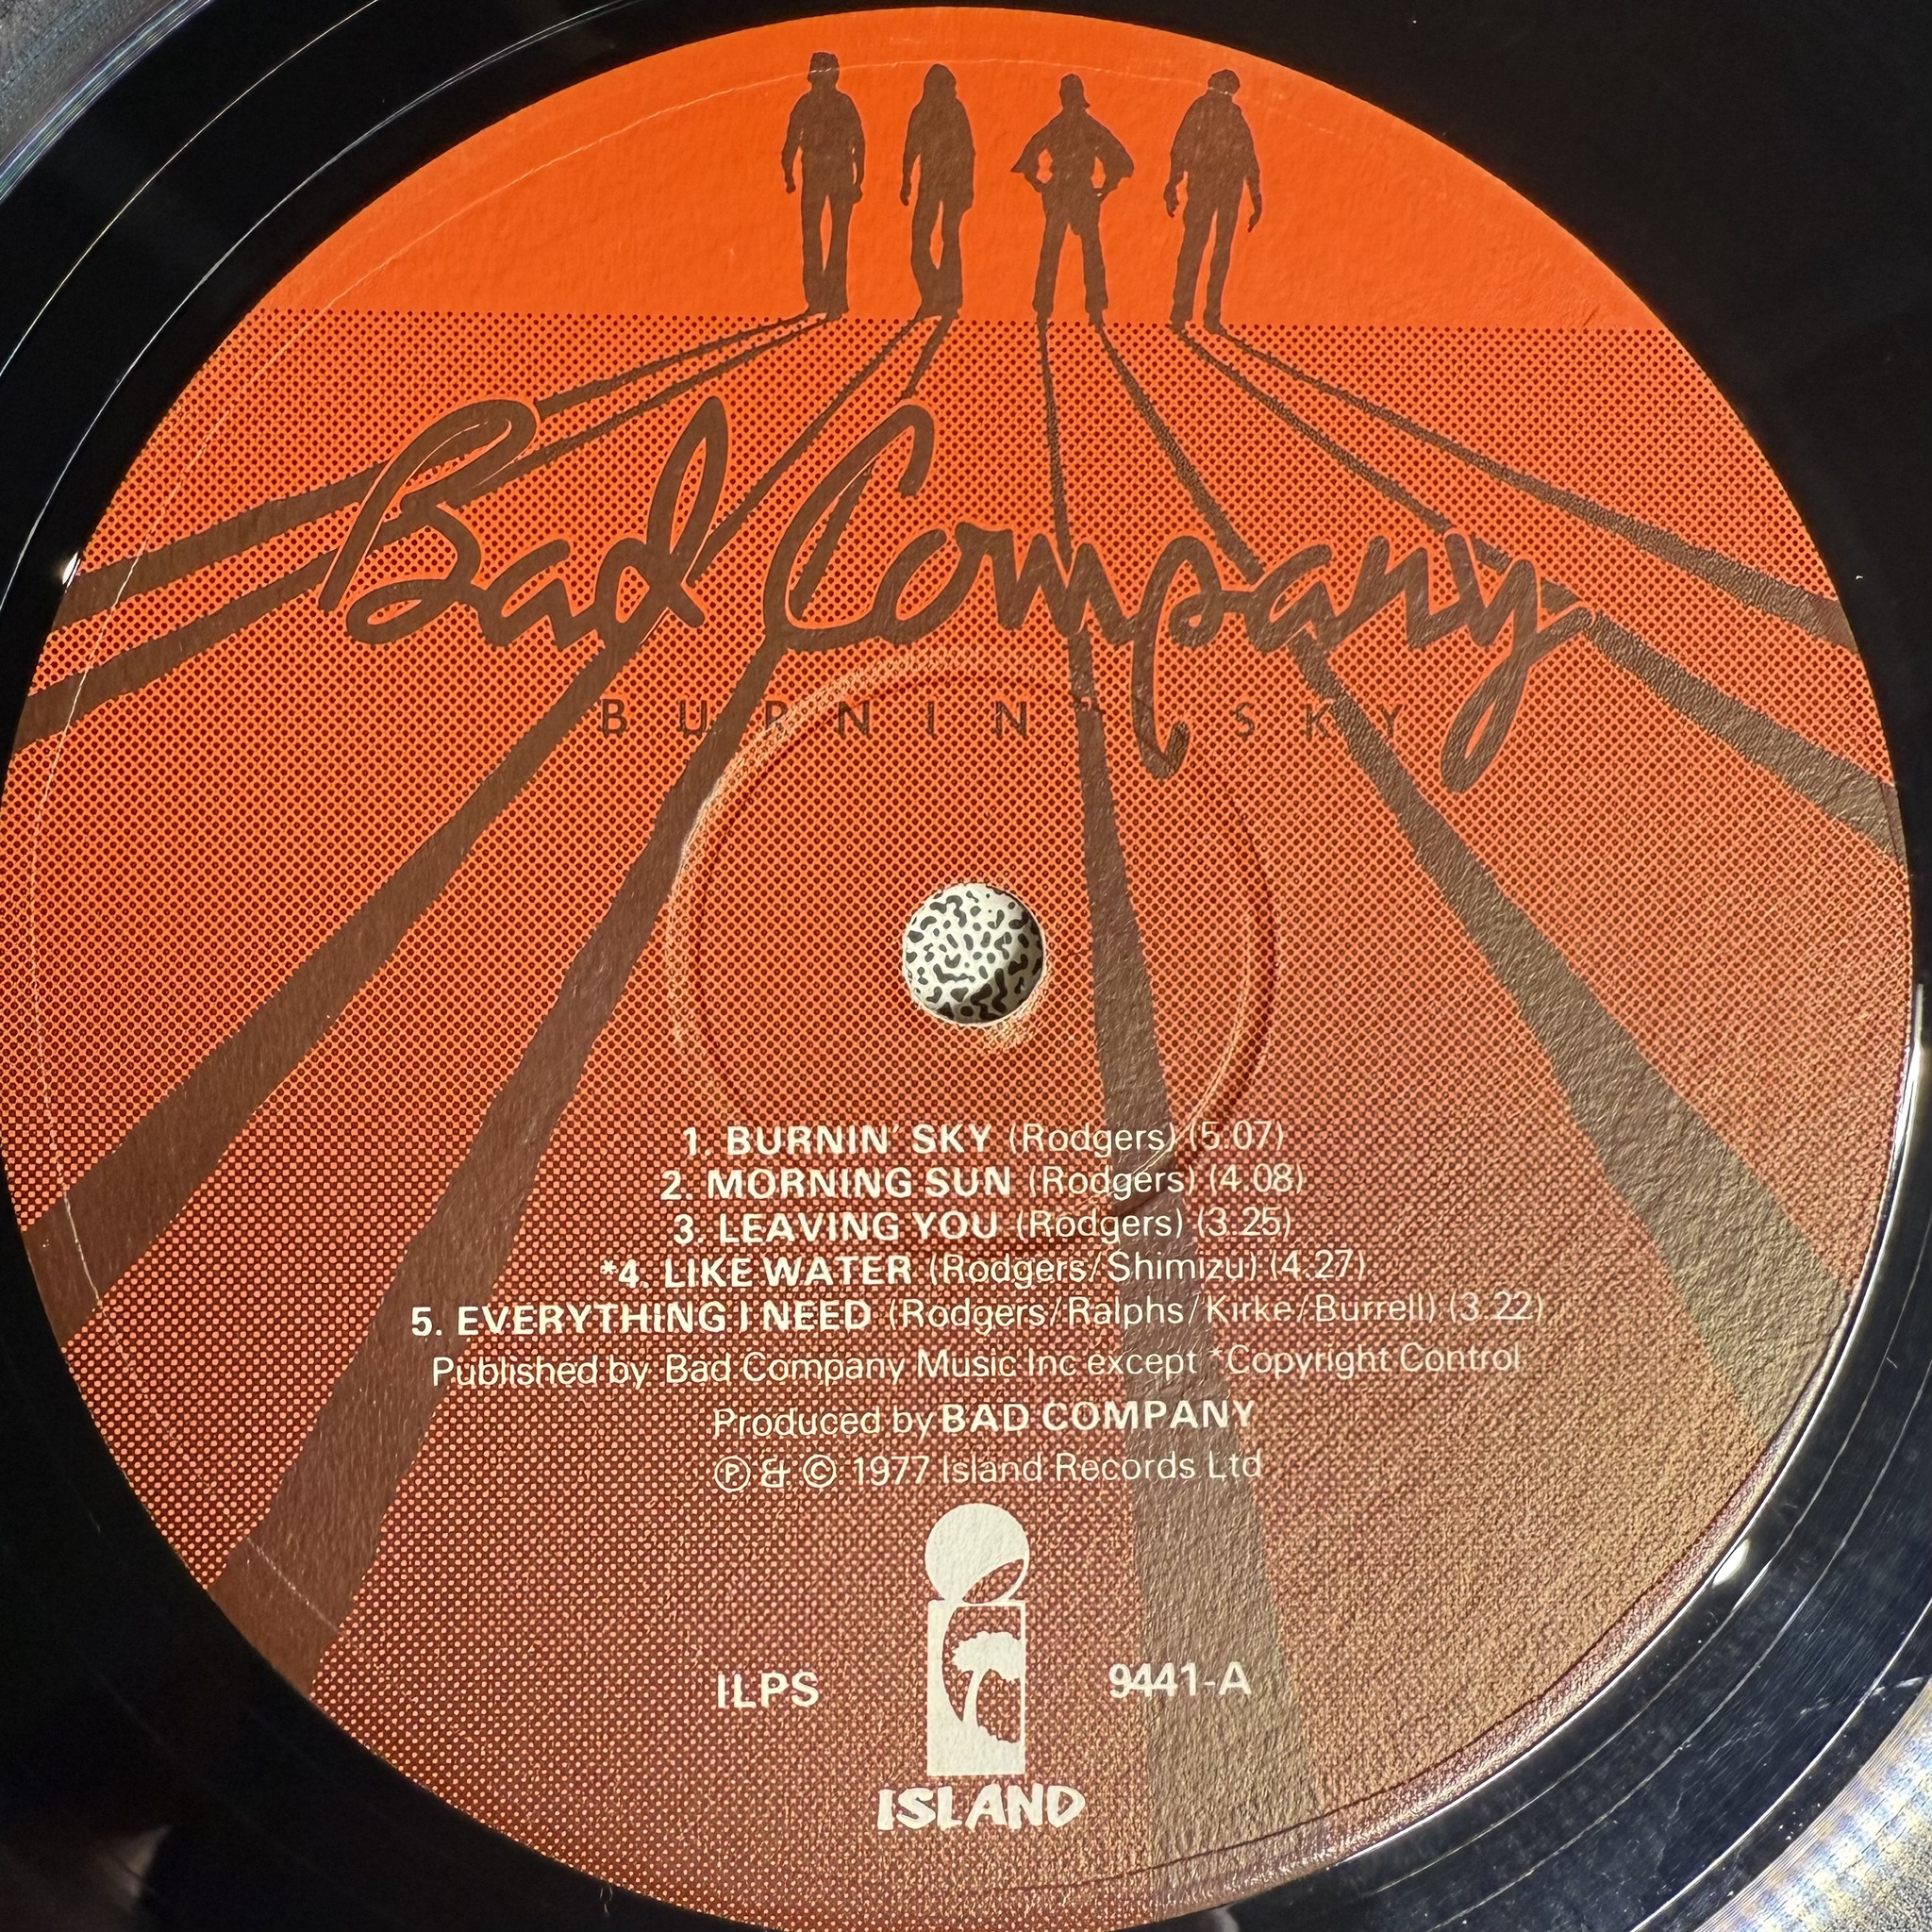 Bad Company
BURNIN' SKY
1. BURNIN' SKY (Rodgers) (5.07)
2. MORNING SUN (Rodgers) (4.08)
3. LEAVING YOU (Rodgers) (3.25)
*4. LIKE WATER (Rodgers/Shimizu) (4.27)
5. EVERYTHING I NEED (Rodgers/Ralphs/Kirke/Burrell) (3.22)
Published by Bad Company Music Inc except *Copyright Control
Produced by BAD COMPANY
℗ & © 1977 Island Records Ltd
ILPS 9441-A
ISLAND